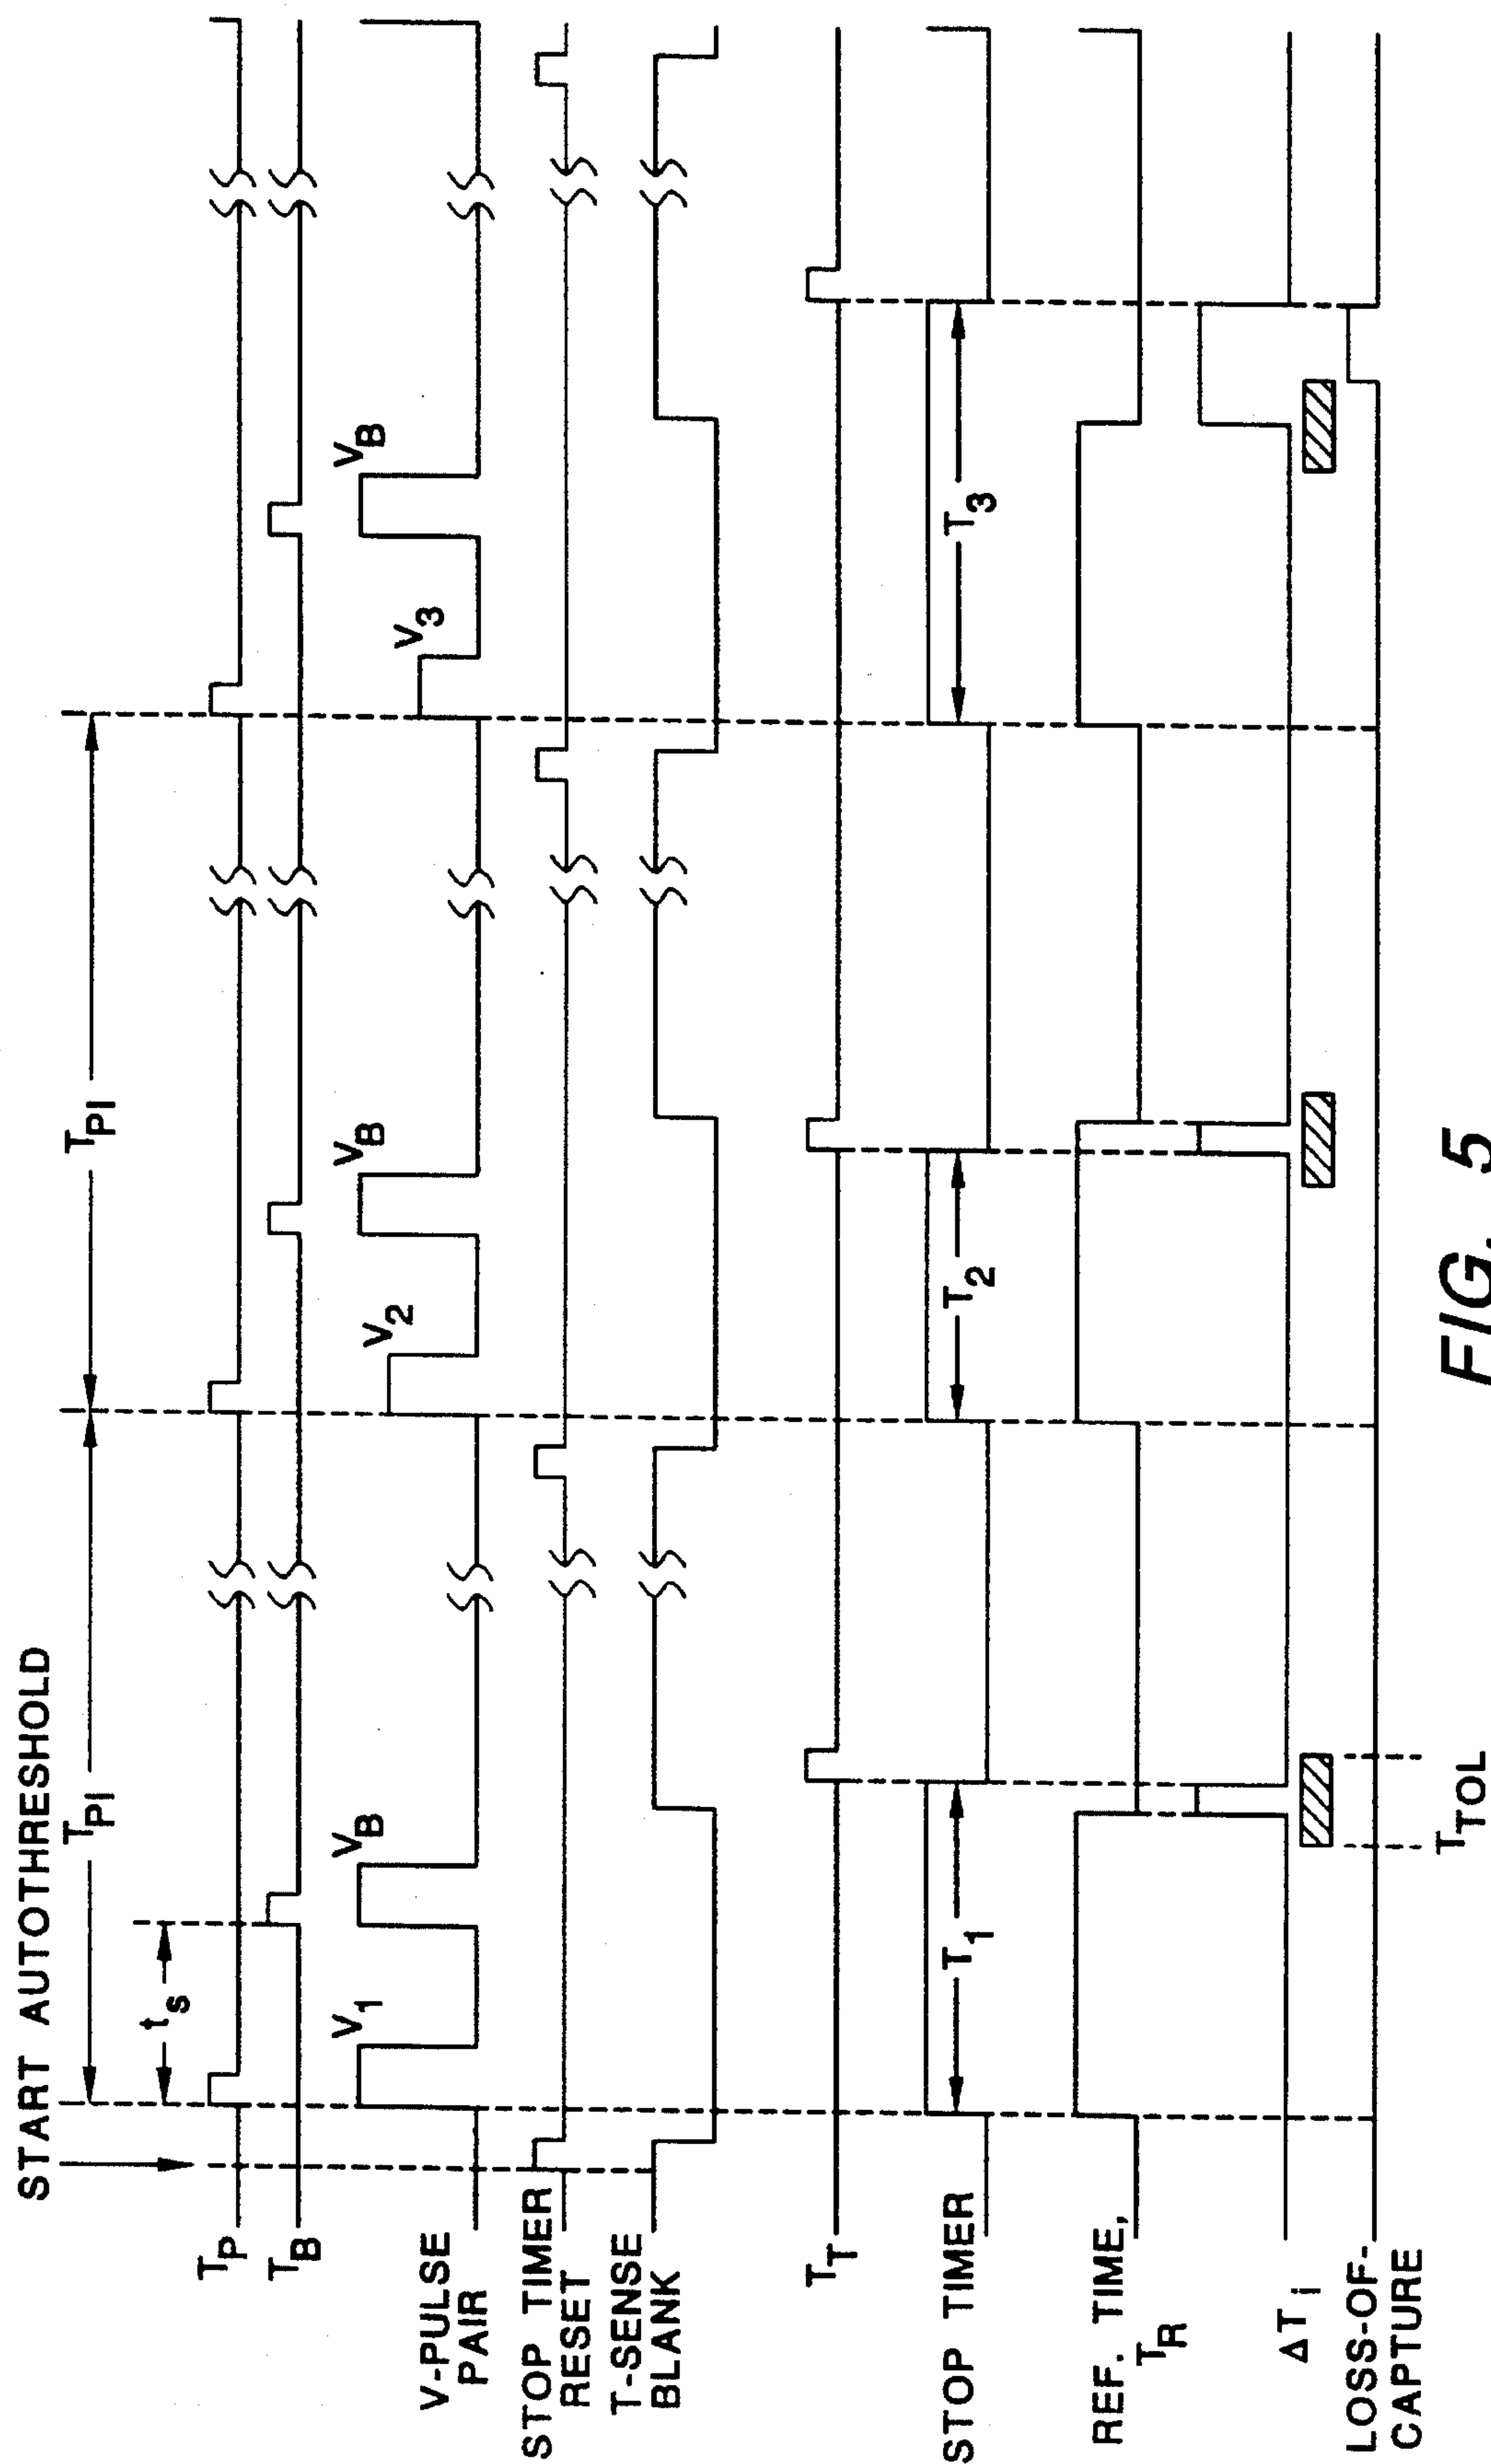 START AUTOTHRESHOLD
T_PI
T_PI
t_s
T_P
T_B
V-PULSE
PAIR
V_1
V_B
V_2
V_B
V_3
V_B
STOP TIMER
RESET
T-SENSE
BLANK
T_T
STOP TIMER
T_1
T_2
T_3
REF. TIME,
T_R
ΔT_i
LOSS-OF-
CAPTURE
T_TOL
FIG. 5